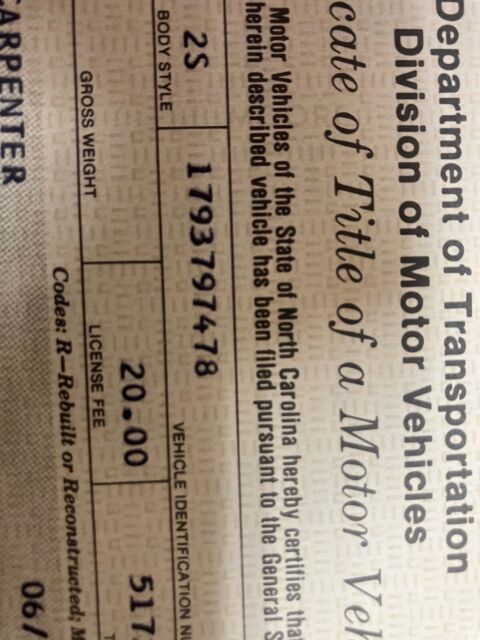 Department of Transportation
Division of Motor Vehicles
cate of Title of a Motor Veh
Motor Vehicles of the State of North Carolina hereby certifies tha
herein described vehicle has been filed pursuant to the General S
2S 1793797478
BODY STYLE VEHICLE IDENTIFICATION NU
20.00 517
GROSS WEIGHT LICENSE FEE T
Codes: R—Rebuilt or Reconstructed; M
CARPENTER 06/